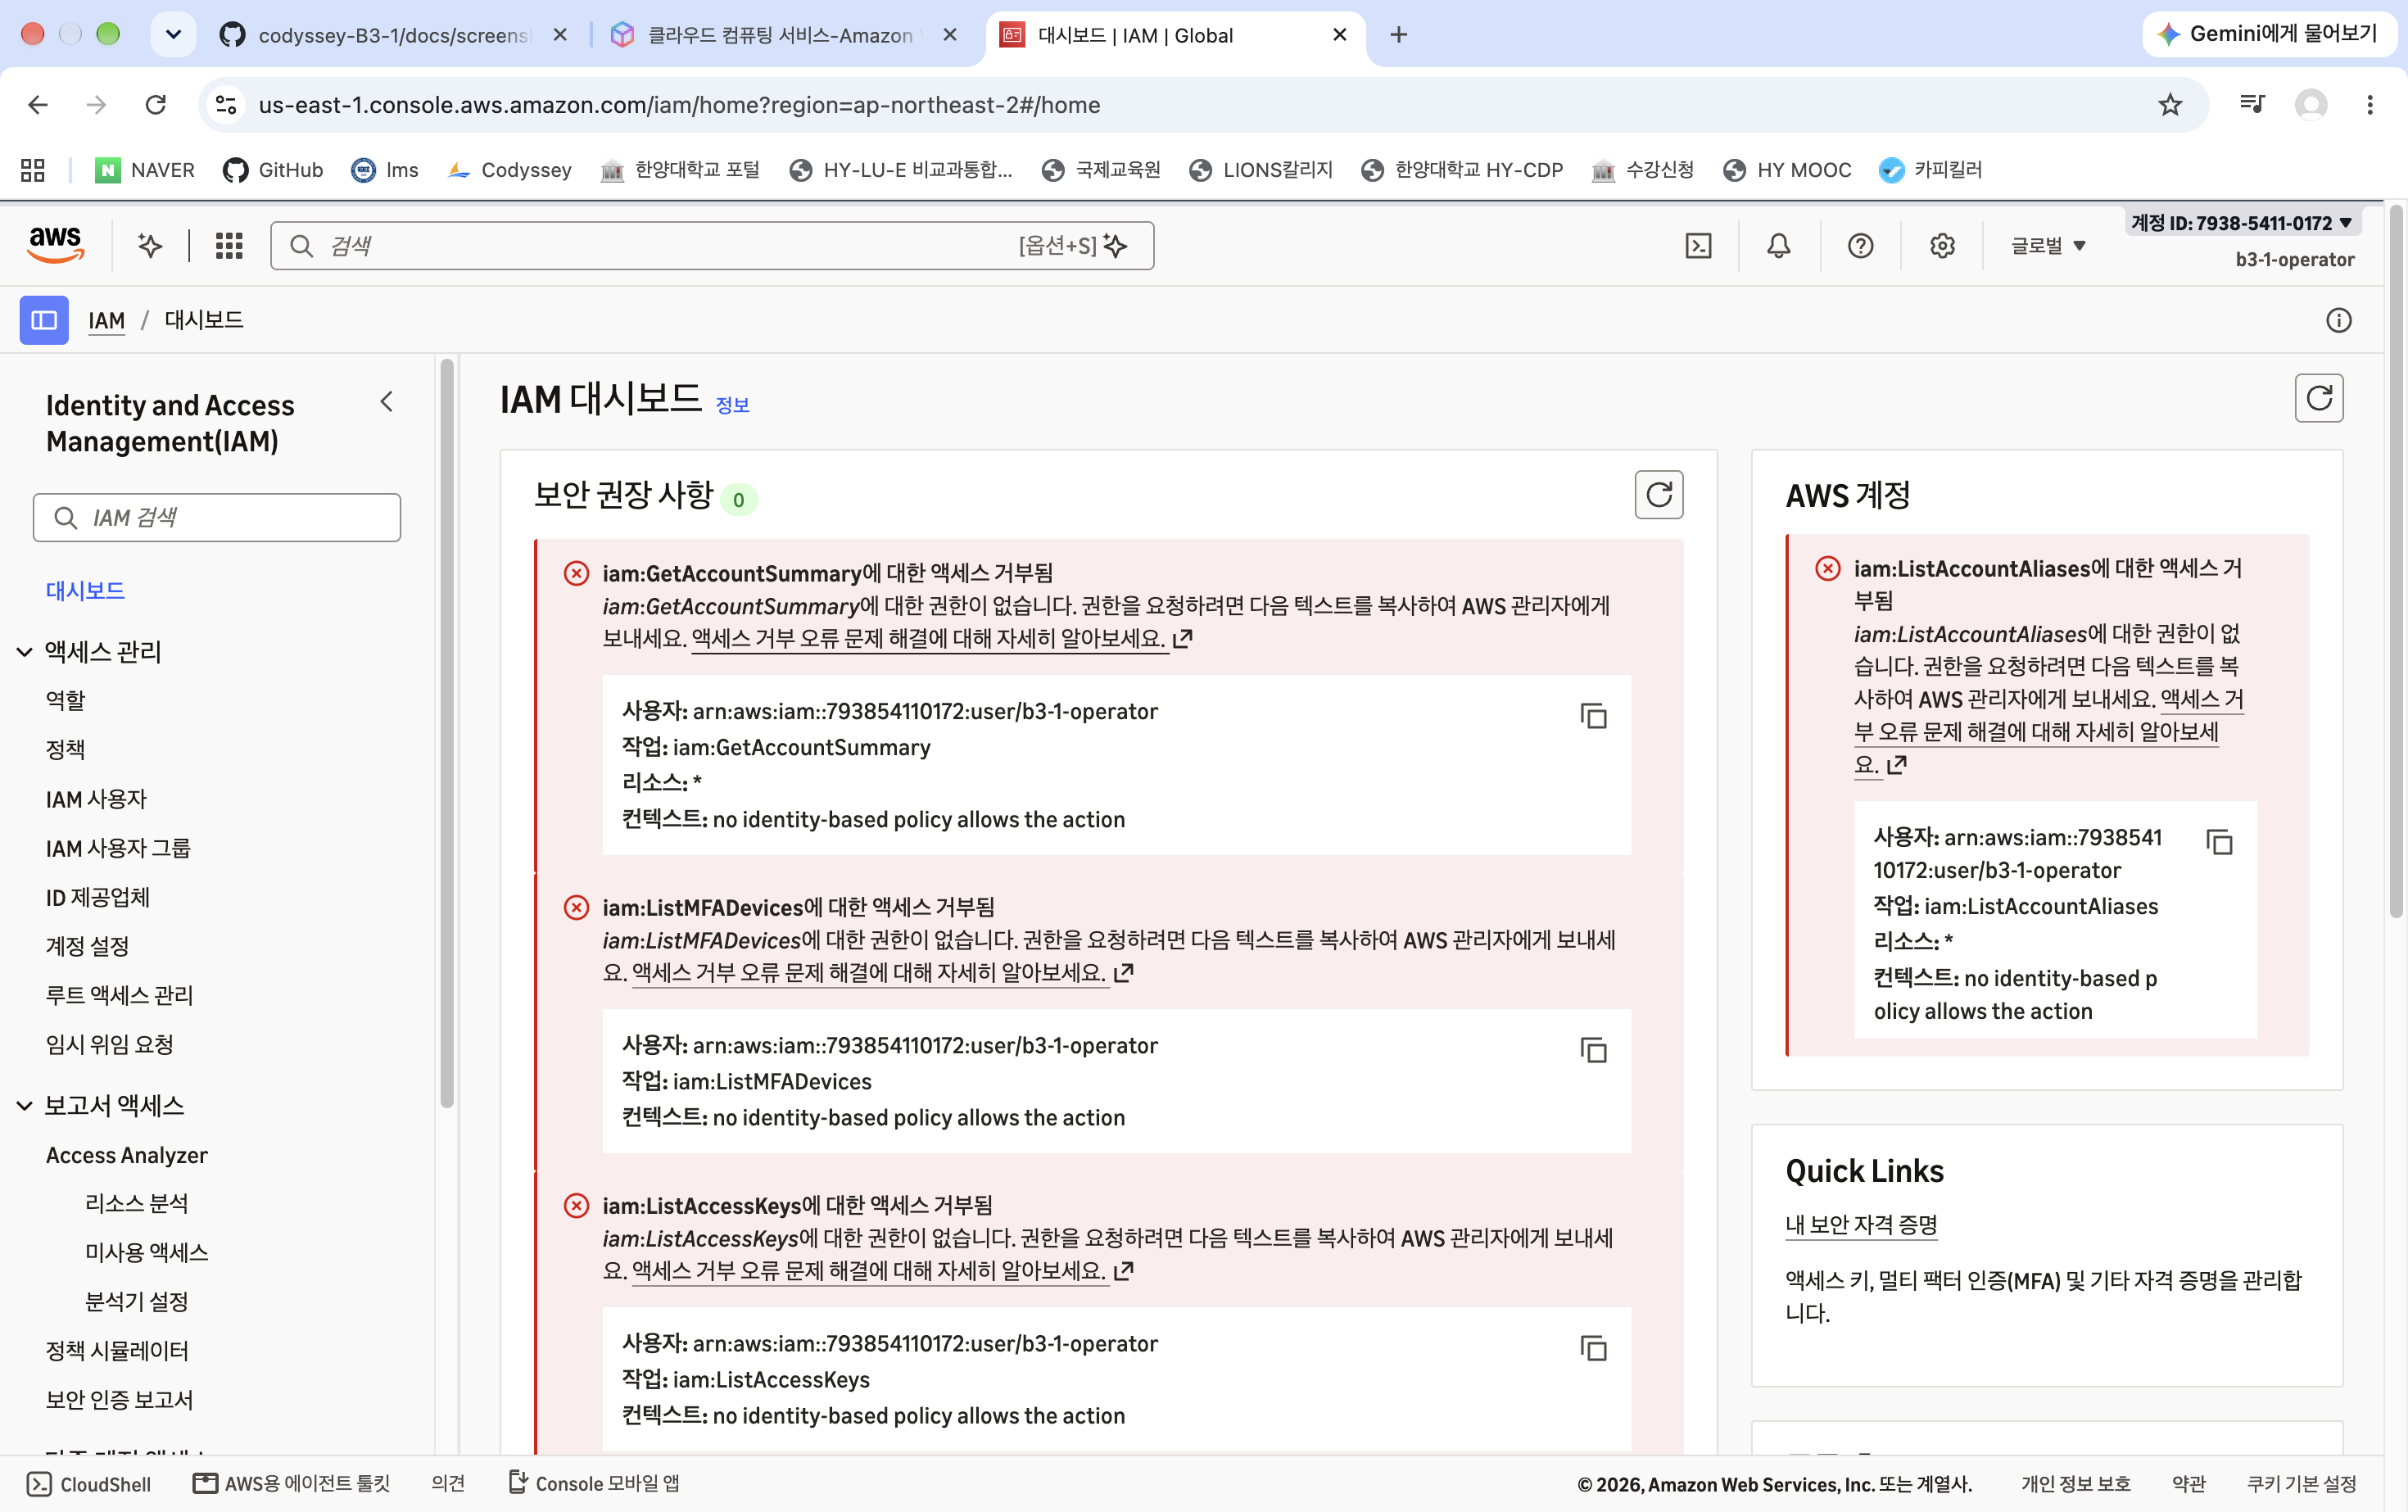 codyssey-B3-1/docs/screens
클라우드 컴퓨팅 서비스-Amazon
대시보드 | IAM | Global
Gemini에게 물어보기
us-east-1.console.aws.amazon.com/iam/home?region=ap-northeast-2#/home
NAVER
GitHub
lms
Codyssey
한양대학교 포털
HY-LU-E 비교과통합...
국제교육원
LIONS칼리지
한양대학교 HY-CDP
수강신청
HY MOOC
카피킬러
aws
검색
[옵션+S]
글로벌
계정 ID: 7938-5411-0172
b3-1-operator
IAM / 대시보드
Identity and Access
Management(IAM)
IAM 검색
대시보드
액세스 관리
역할
정책
IAM 사용자
IAM 사용자 그룹
ID 제공업체
계정 설정
루트 액세스 관리
임시 위임 요청
보고서 액세스
Access Analyzer
리소스 분석
미사용 액세스
분석기 설정
정책 시뮬레이터
보안 인증 보고서
IAM 대시보드 정보
보안 권장 사항 0
iam:GetAccountSummary에 대한 액세스 거부됨
iam:GetAccountSummary에 대한 권한이 없습니다. 권한을 요청하려면 다음 텍스트를 복사하여 AWS 관리자에게
보내세요. 액세스 거부 오류 문제 해결에 대해 자세히 알아보세요.
사용자: arn:aws:iam::793854110172:user/b3-1-operator
작업: iam:GetAccountSummary
리소스: *
컨텍스트: no identity-based policy allows the action
iam:ListMFADevices에 대한 액세스 거부됨
iam:ListMFADevices에 대한 권한이 없습니다. 권한을 요청하려면 다음 텍스트를 복사하여 AWS 관리자에게 보내세
요. 액세스 거부 오류 문제 해결에 대해 자세히 알아보세요.
사용자: arn:aws:iam::793854110172:user/b3-1-operator
작업: iam:ListMFADevices
컨텍스트: no identity-based policy allows the action
iam:ListAccessKeys에 대한 액세스 거부됨
iam:ListAccessKeys에 대한 권한이 없습니다. 권한을 요청하려면 다음 텍스트를 복사하여 AWS 관리자에게 보내세
요. 액세스 거부 오류 문제 해결에 대해 자세히 알아보세요.
사용자: arn:aws:iam::793854110172:user/b3-1-operator
작업: iam:ListAccessKeys
컨텍스트: no identity-based policy allows the action
AWS 계정
iam:ListAccountAliases에 대한 액세스 거
부됨
iam:ListAccountAliases에 대한 권한이 없
습니다. 권한을 요청하려면 다음 텍스트를 복
사하여 AWS 관리자에게 보내세요. 액세스 거
부 오류 문제 해결에 대해 자세히 알아보세
요.
사용자: arn:aws:iam::7938541
10172:user/b3-1-operator
작업: iam:ListAccountAliases
리소스: *
컨텍스트: no identity-based p
olicy allows the action
Quick Links
내 보안 자격 증명
액세스 키, 멀티 팩터 인증(MFA) 및 기타 자격 증명을 관리합
니다.
CloudShell
AWS용 에이전트 툴킷
의견
Console 모바일 앱
© 2026, Amazon Web Services, Inc. 또는 계열사.
개인 정보 보호
약관
쿠키 기본 설정